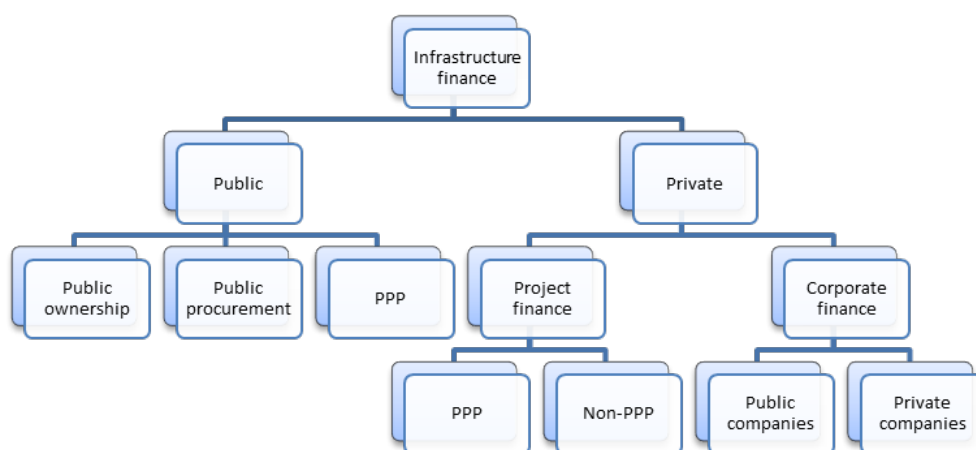 Infrastructure
finance
Public
Private
Public
ownership
Public
procurement
PPP
Project
finance
Corporate
finance
PPP
Non-PPP
Public
companies
Private
companies